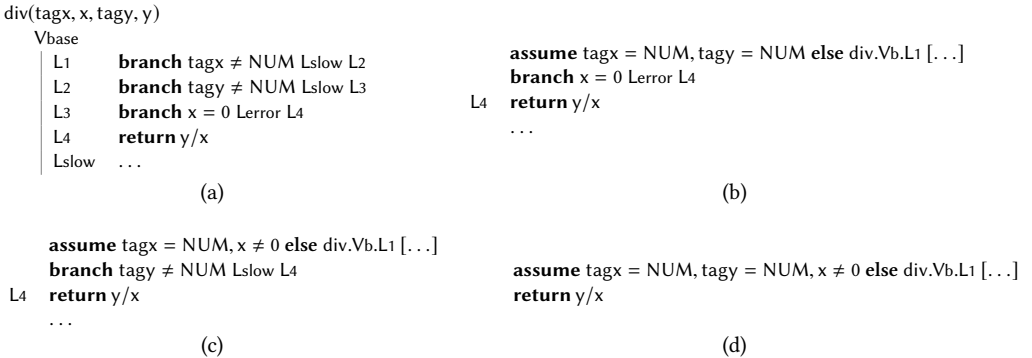 div(tagx, x, tagy, y)
Vbase
L1 branch tagx ≠ NUM Lslow L2
L2 branch tagy ≠ NUM Lslow L3
L3 branch x = 0 Lerror L4
L4 return y/x
Lslow ...
(a)
assume tagx = NUM, tagy = NUM else div.Vb.L1 [...]
branch x = 0 Lerror L4
L4 return y/x
...
(b)
assume tagx = NUM, x ≠ 0 else div.Vb.L1 [...]
branch tagy ≠ NUM Lslow L4
L4 return y/x
...
(c)
assume tagx = NUM, tagy = NUM, x ≠ 0 else div.Vb.L1 [...]
return y/x
(d)